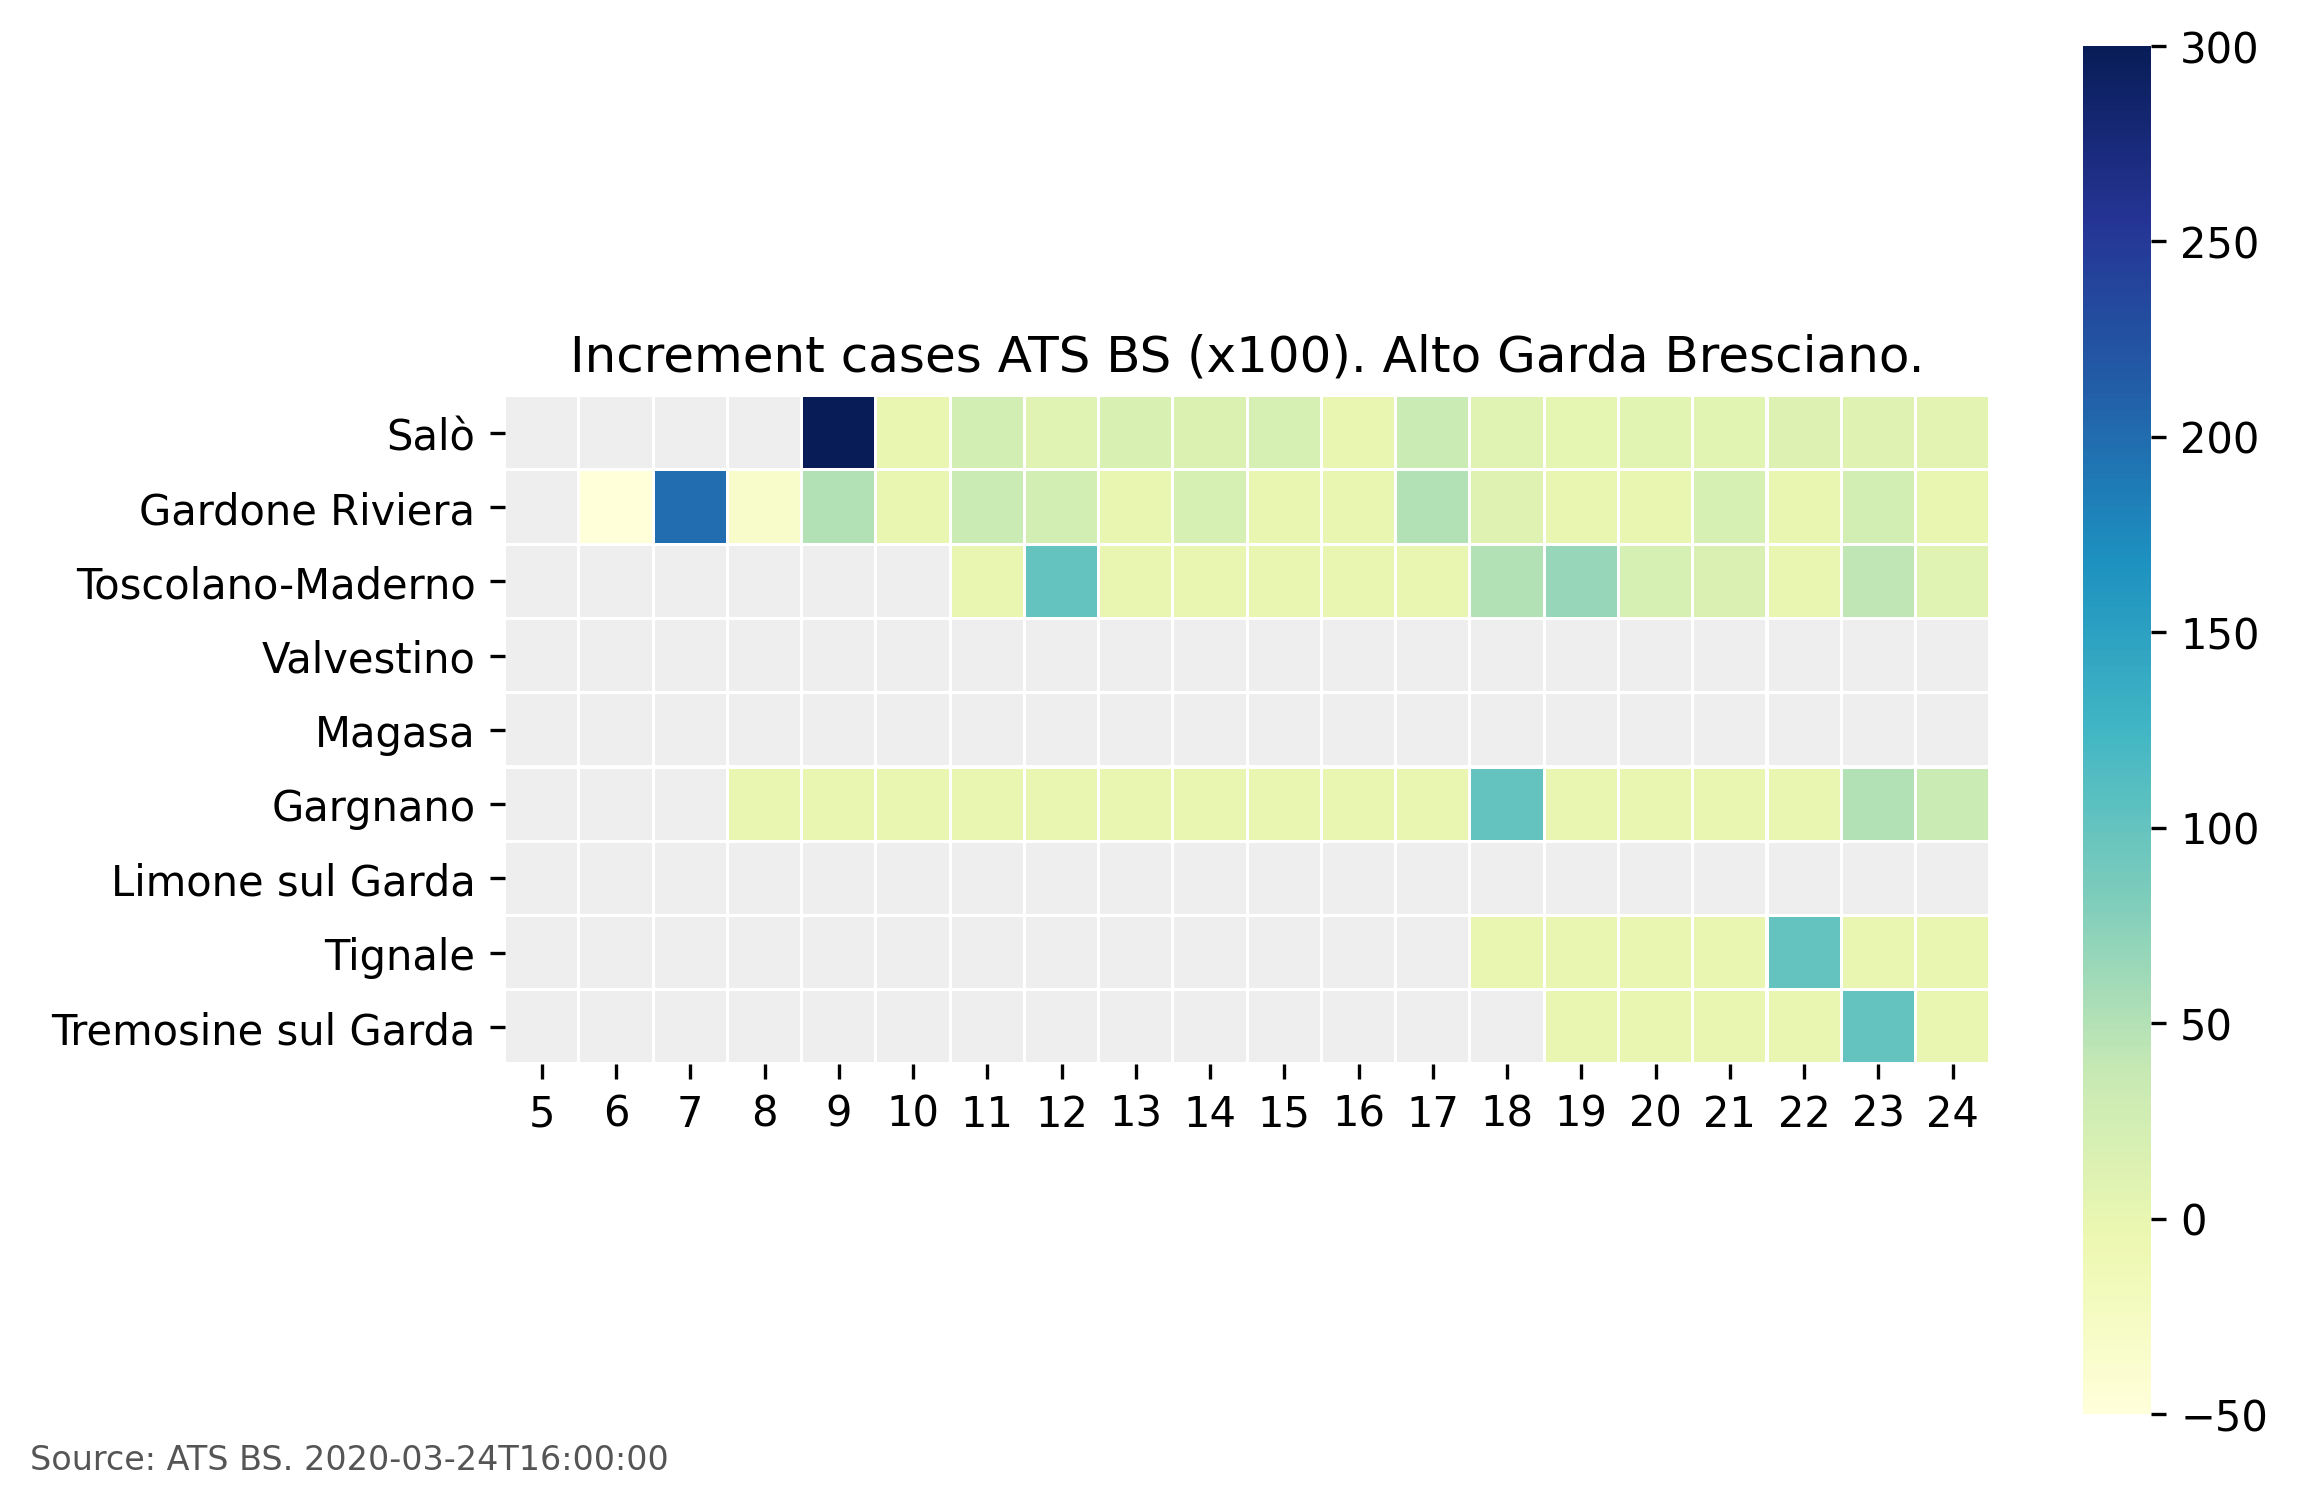 Increment cases ATS BS (x100). Alto Garda Bresciano.
Salò
Gardone Riviera
Toscolano-Maderno
Valvestino
Magasa
Gargnano
Limone sul Garda
Tignale
Tremosine sul Garda
5 6 7 8 9 10 11 12 13 14 15 16 17 18 19 20 21 22 23 24
300
250
200
150
100
50
0
−50
Source: ATS BS. 2020-03-24T16:00:00